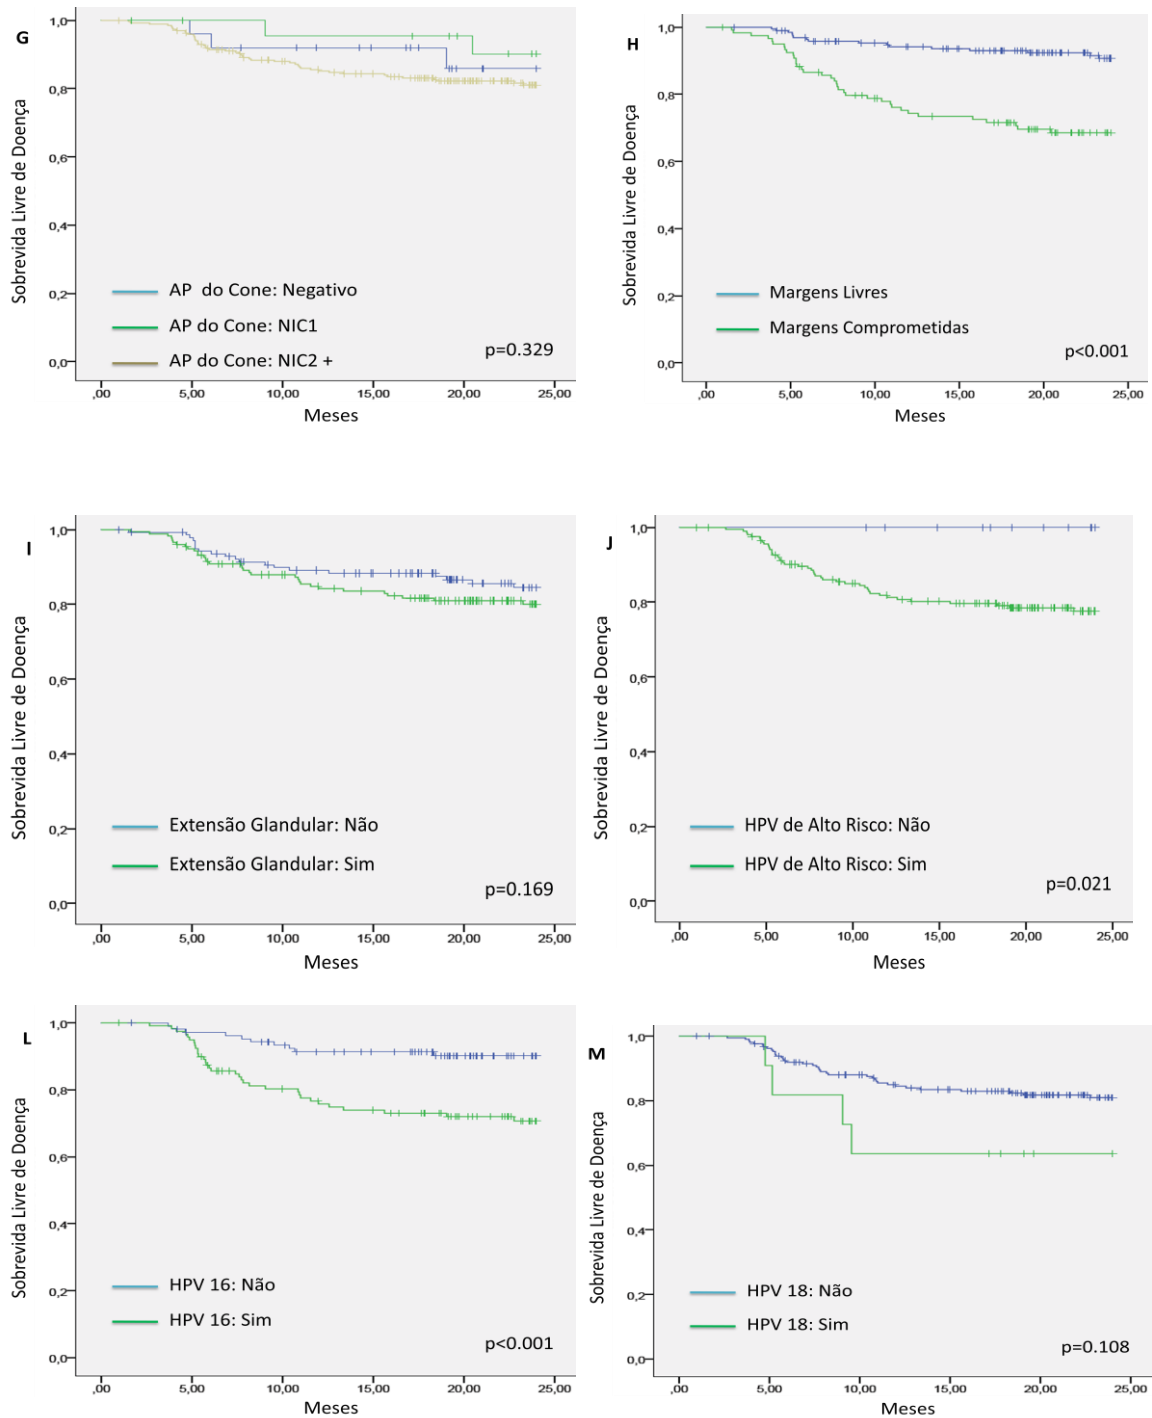 G
Sobrevida Livre de Doença
1,0
0,8
0,6
0,4
0,2
0,0
AP do Cone: Negativo
AP do Cone: NIC1
AP do Cone: NIC2 +
p=0.329
,00 5,00 10,00 15,00 20,00 25,00
Meses
H
Sobrevida Livre de Doença
1,0
0,8
0,6
0,4
0,2
0,0
Margens Livres
Margens Comprometidas
p<0.001
,00 5,00 10,00 15,00 20,00 25,00
Meses
I
Sobrevida Livre de Doença
1,0
0,8
0,6
0,4
0,2
0,0
Extensão Glandular: Não
Extensão Glandular: Sim
p=0.169
,00 5,00 10,00 15,00 20,00 25,00
Meses
J
Sobrevida Livre de Doença
1,0
0,8
0,6
0,4
0,2
0,0
HPV de Alto Risco: Não
HPV de Alto Risco: Sim
p=0.021
,00 5,00 10,00 15,00 20,00 25,00
Meses
L
Sobrevida Livre de Doença
1,0
0,8
0,6
0,4
0,2
0,0
HPV 16: Não
HPV 16: Sim
p<0.001
,00 5,00 10,00 15,00 20,00 25,00
Meses
M
Sobrevida Livre de Doença
1,0
0,8
0,6
0,4
0,2
0,0
HPV 18: Não
HPV 18: Sim
p=0.108
,00 5,00 10,00 15,00 20,00 25,00
Meses